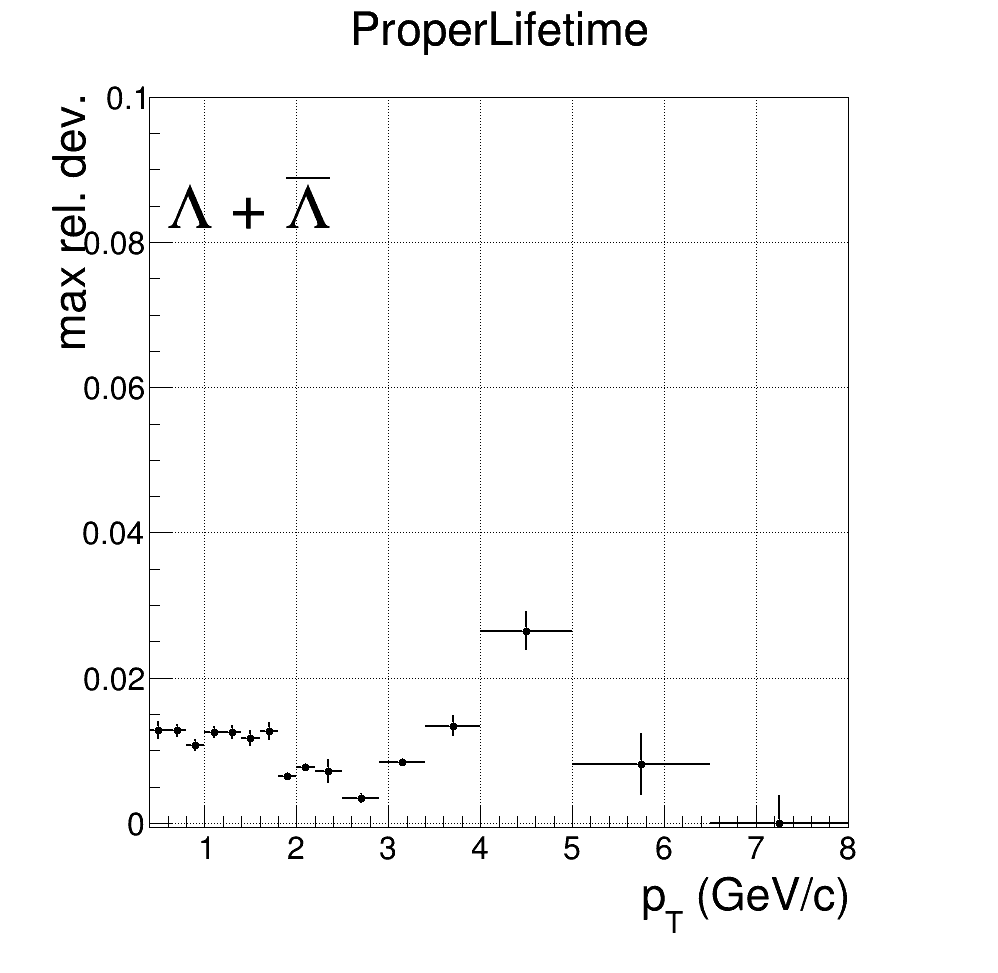 ProperLifetime
max rel. dev.
0.1
Λ + Λ̅
0.08
0.06
0.04
0.02
0
1 2 3 4 5 6 7 8
p_T (GeV/c)